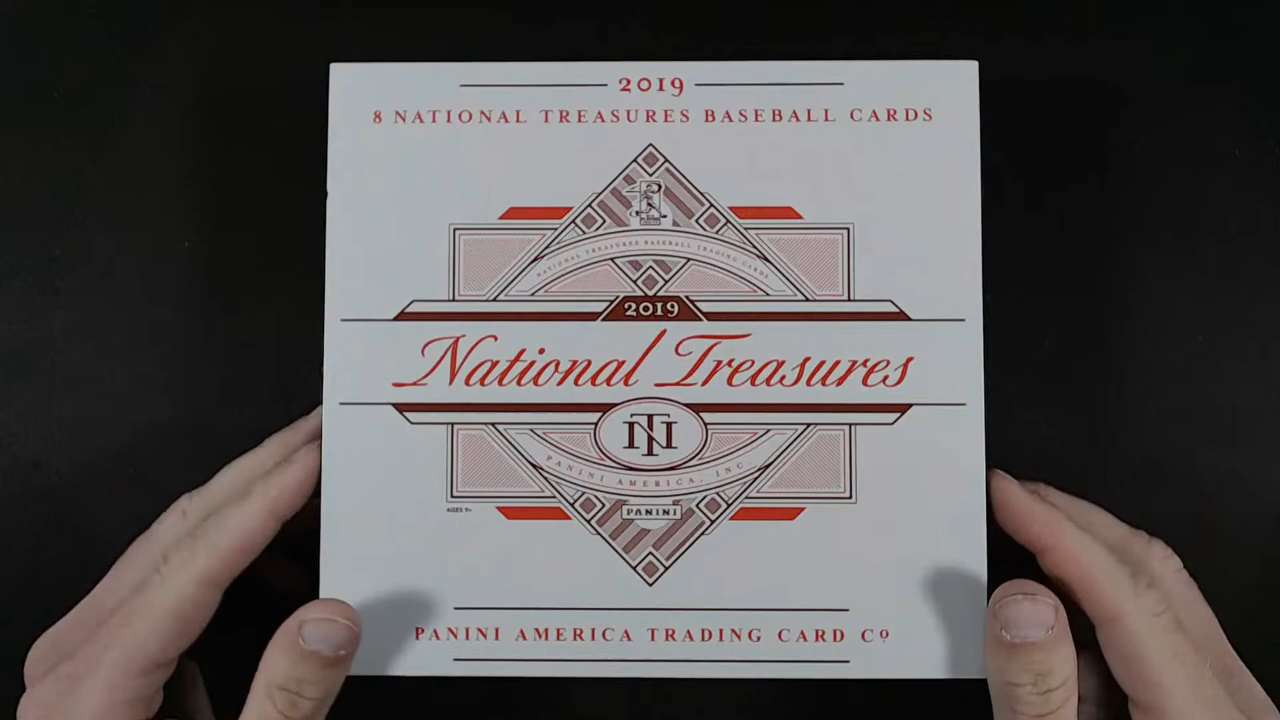 2019
8 NATIONAL TREASURES BASEBALL CARDS
NATIONAL TREASURES BASEBALL TRADING CARDS
2019
National Treasures
NT
PANINI AMERICA, INC
PANINI
AGES 9+
PANINI AMERICA TRADING CARD Cº